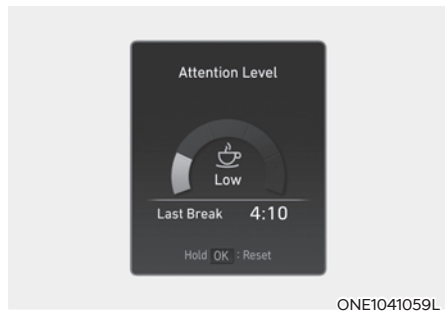 Attention Level
Low
Last Break 4:10
Hold OK : Reset
ONE1041059L